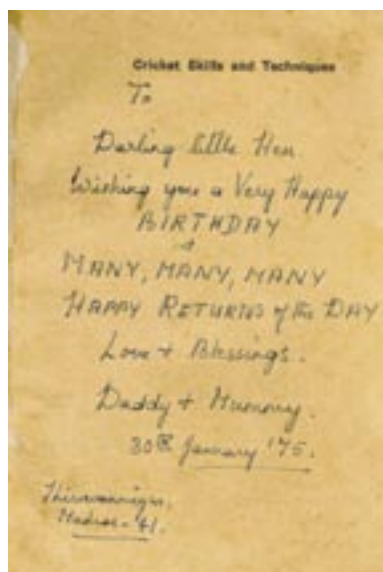 Cricket Skills and Techniques
To
Darling little
Wishing you a Very Happy
BIRTHDAY
&
MANY, MANY, MANY
HAPPY RETURNS of the DAY
Love + Blessings.
Daddy + Mummy.
30th January '75.
Madras-41.